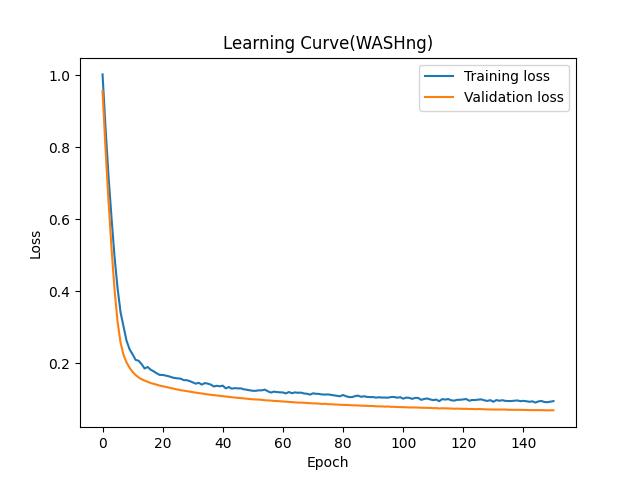 Learning Curve(WASHng)
Training loss
Validation loss
1.0
0.8
0.6
0.4
0.2
Loss
0 20 40 60 80 100 120 140
Epoch